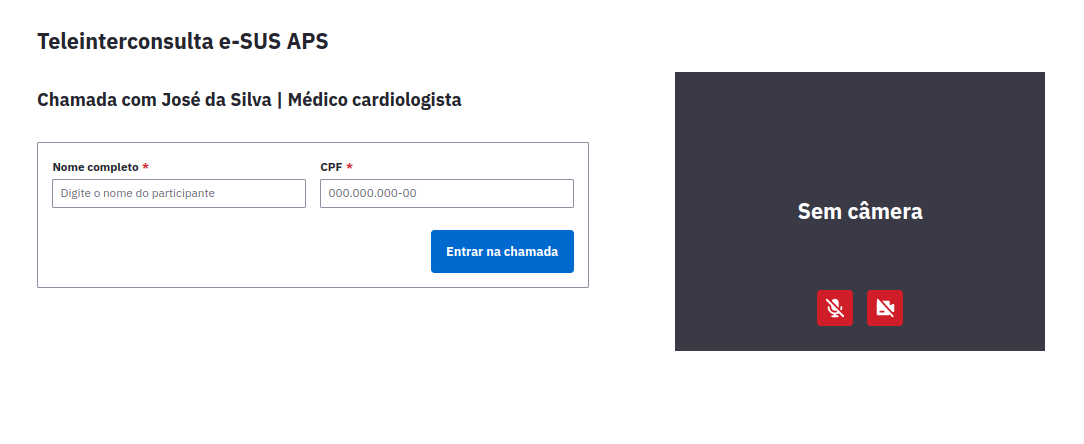 Teleinterconsulta e-SUS APS
Chamada com José da Silva | Médico cardiologista
Nome completo *
CPF *
Digite o nome do participante
000.000.000-00
Entrar na chamada
Sem câmera